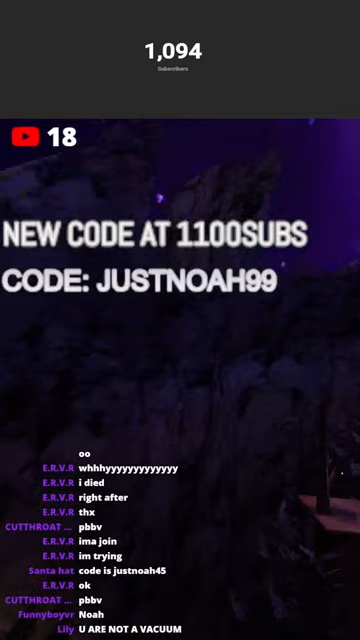 1,094
Subscribers
18
NEW CODE AT 1100SUBS
CODE: JUSTNOAH99
oo
E.R.V.R whhhyyyyyyyyyyyy
E.R.V.R i died
E.R.V.R right after
E.R.V.R thx
CUTTHROAT ... pbbv
E.R.V.R ima join
E.R.V.R im trying
Santa hat code is justnoah45
E.R.V.R ok
CUTTHROAT ... pbbv
Funnyboyvr Noah
Lily U ARE NOT A VACUUM